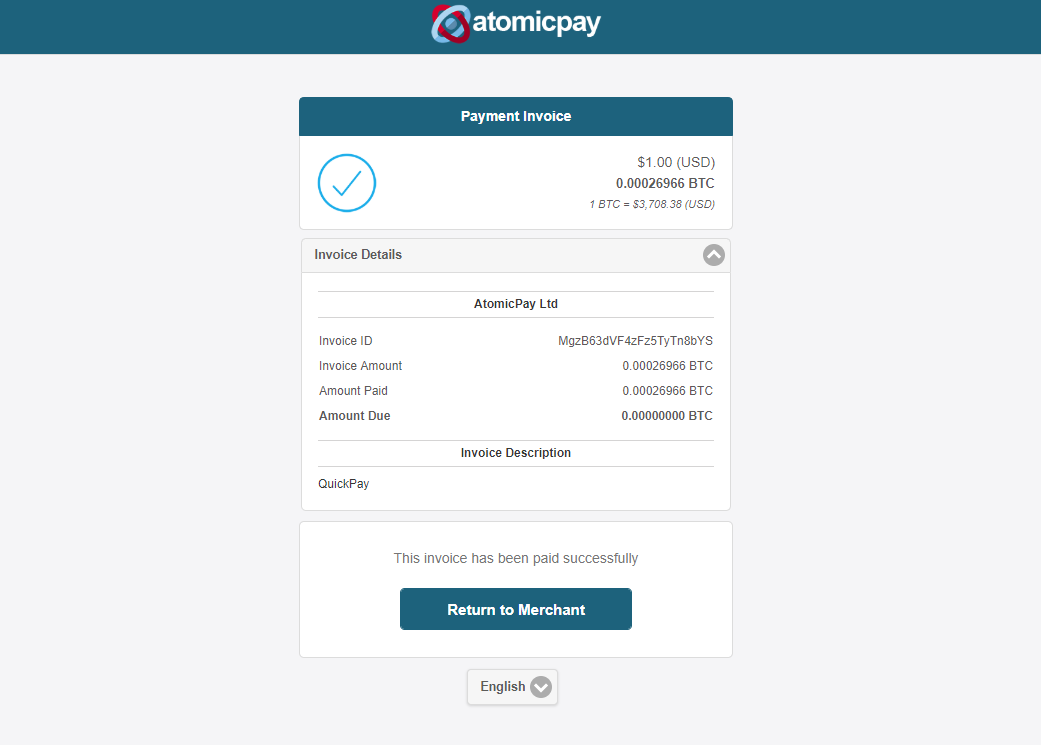 atomicpay
Payment Invoice
$1.00 (USD)
0.00026966 BTC
1 BTC = $3,708.38 (USD)
Invoice Details
AtomicPay Ltd
Invoice ID MgzB63dVF4zFz5TyTn8bYS
Invoice Amount 0.00026966 BTC
Amount Paid 0.00026966 BTC
Amount Due 0.00000000 BTC
Invoice Description
QuickPay
This invoice has been paid successfully
Return to Merchant
English